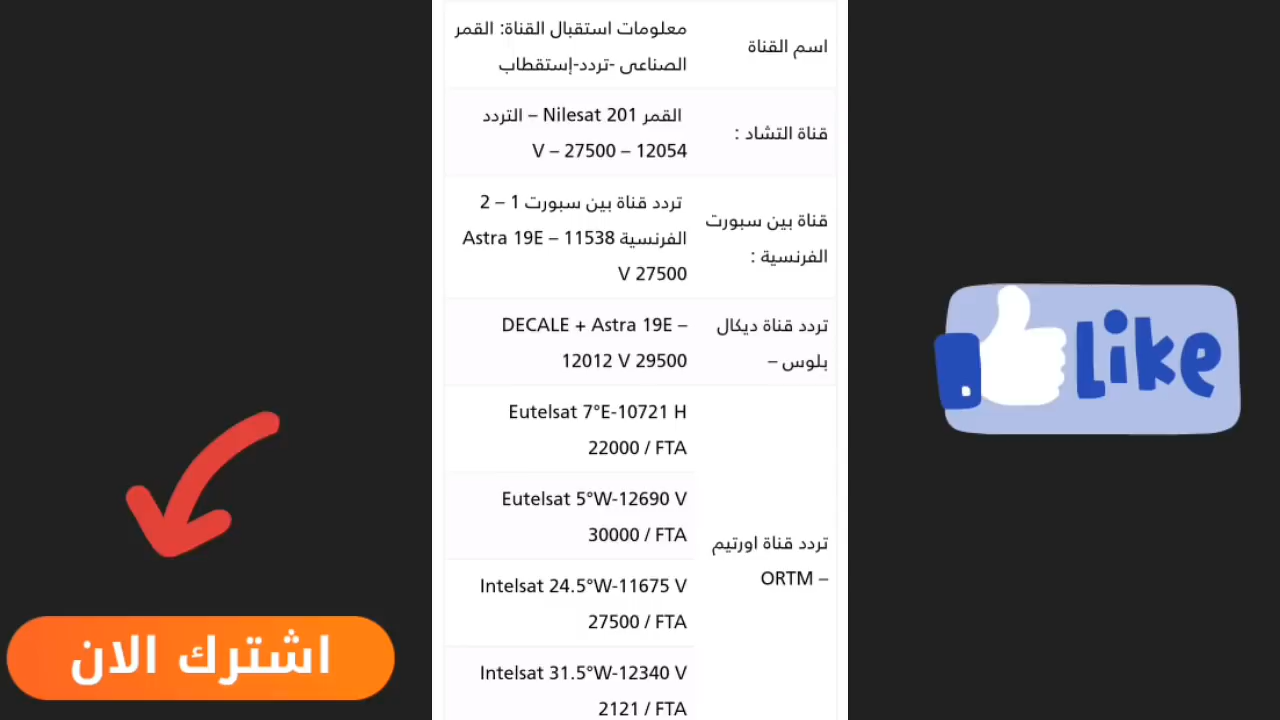 اسم القناة
معلومات استقبال القناة: القمر
الصناعى -تردد-إستقطاب
قناة التشاد :
القمر Nilesat 201 – التردد
12054 – V – 27500
قناة بين سبورت
الفرنسية :
تردد قناة بين سبورت 1 – 2
الفرنسية Astra 19E – 11538
V 27500
تردد قناة ديكال
بلوس –
DECALE + Astra 19E –
12012 V 29500
تردد قناة اورتيم
– ORTM
Eutelsat 7°E-10721 H
22000 / FTA
Eutelsat 5°W-12690 V
30000 / FTA
Intelsat 24.5°W-11675 V
27500 / FTA
Intelsat 31.5°W-12340 V
2121 / FTA
Like
اشترك الان